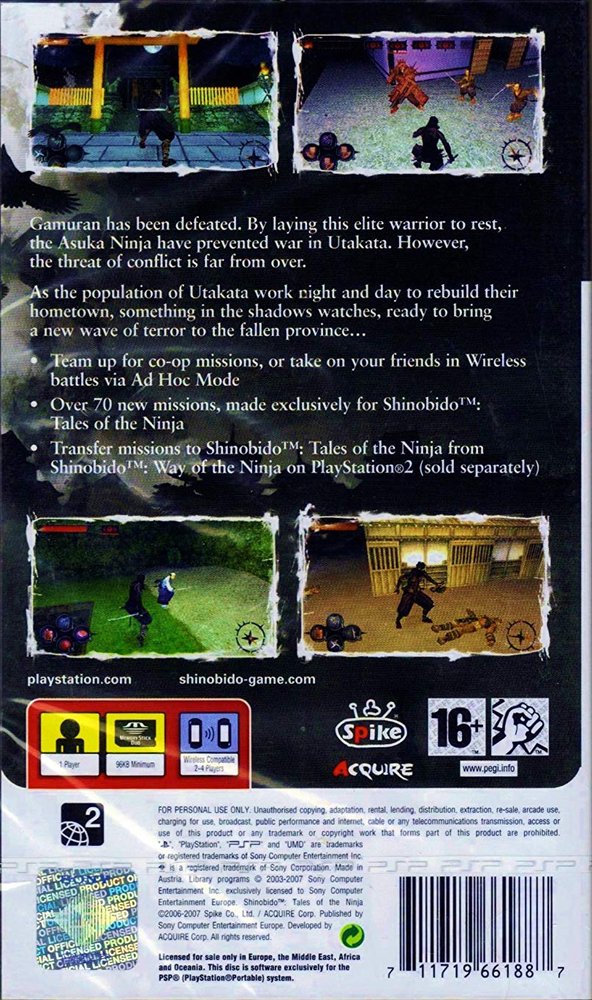 Gamuran has been defeated. By laying this elite warrior to rest,
the Asuka Ninja have prevented war in Utakata. However,
the threat of conflict is far from over.
As the population of Utakata work night and day to rebuild their
hometown, something in the shadows watches, ready to bring
a new wave of terror to the fallen province...
• Team up for co-op missions, or take on your friends in Wireless
battles via Ad Hoc Mode
• Over 70 new missions, made exclusively for Shinobido™:
Tales of the Ninja
• Transfer missions to Shinobido™: Tales of the Ninja from
Shinobido™: Way of the Ninja on PlayStation®2 (sold separately)
playstation.com shinobido-game.com
1 Player
MEMORY STICK DUO
96KB Minimum
Wireless Compatible
2-4 Players
Spike
ACQUIRE
16+
www.pegi.info
2
FOR PERSONAL USE ONLY. Unauthorised copying, adaptation, rental, lending, distribution, extraction, re-sale, arcade use,
charging for use, broadcast, public performance and internet, cable or any telecommunications transmission, access or
use of this product or any trademark or copyright work that forms part of this product are prohibited.
"PlayStation", "PSP" and "UMD" are trademarks
or registered trademarks of Sony Computer Entertainment Inc.
is a registered trademark of Sony Corporation. Made in
Austria. Library programs © 2003-2007 Sony Computer
Entertainment Inc. exclusively licensed to Sony Computer
Entertainment Europe. Shinobido™: Tales of the Ninja
©2006-2007 Spike Co., Ltd. / ACQUIRE Corp. Published by
Sony Computer Entertainment Europe. Developed by
ACQUIRE Corp. All rights reserved.
Licensed for sale only in Europe, the Middle East, Africa
and Oceania. This disc is software exclusively for the
PSP® (PlayStation®Portable) system.
OFFICIAL LICENSED PRODUCT
7 11719 66188 7